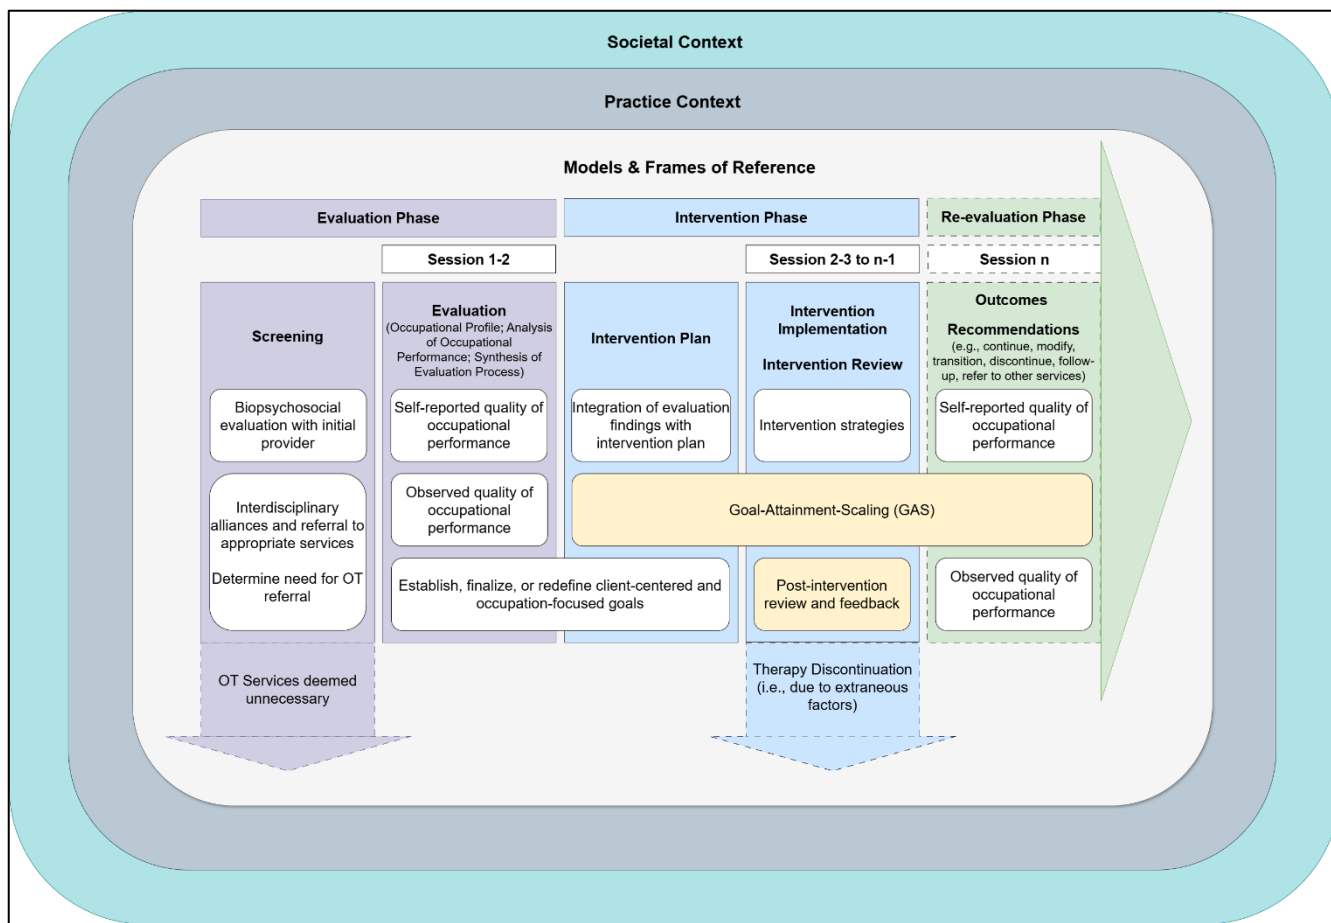 Societal Context
Practice Context
Models & Frames of Reference
Evaluation Phase
Intervention Phase
Re-evaluation Phase
Session 1-2
Session 2-3 to n-1
Session n
Screening
Evaluation
(Occupational Profile; Analysis
of Occupational
Performance; Synthesis of
Evaluation Process)
Intervention Plan
Intervention
Implementation
Intervention Review
Outcomes
Recommendations
(e.g., continue, modify,
transition, discontinue, follow-
up, refer to other services)
Biopsychosocial
evaluation with initial
provider
Self-reported quality of
occupational
performance
Integration of evaluation
findings with
intervention plan
Intervention strategies
Self-reported quality of
occupational
performance
Interdisciplinary
alliances and referral to
appropriate services
Determine need for OT
referral
Observed quality of
occupational
performance
Goal-Attainment-Scaling (GAS)
Establish, finalize, or redefine client-centered and
occupation-focused goals
Post-intervention
review and feedback
Observed quality of
occupational
performance
OT Services deemed
unnecessary
Therapy Discontinuation
(i.e., due to extraneous
factors)